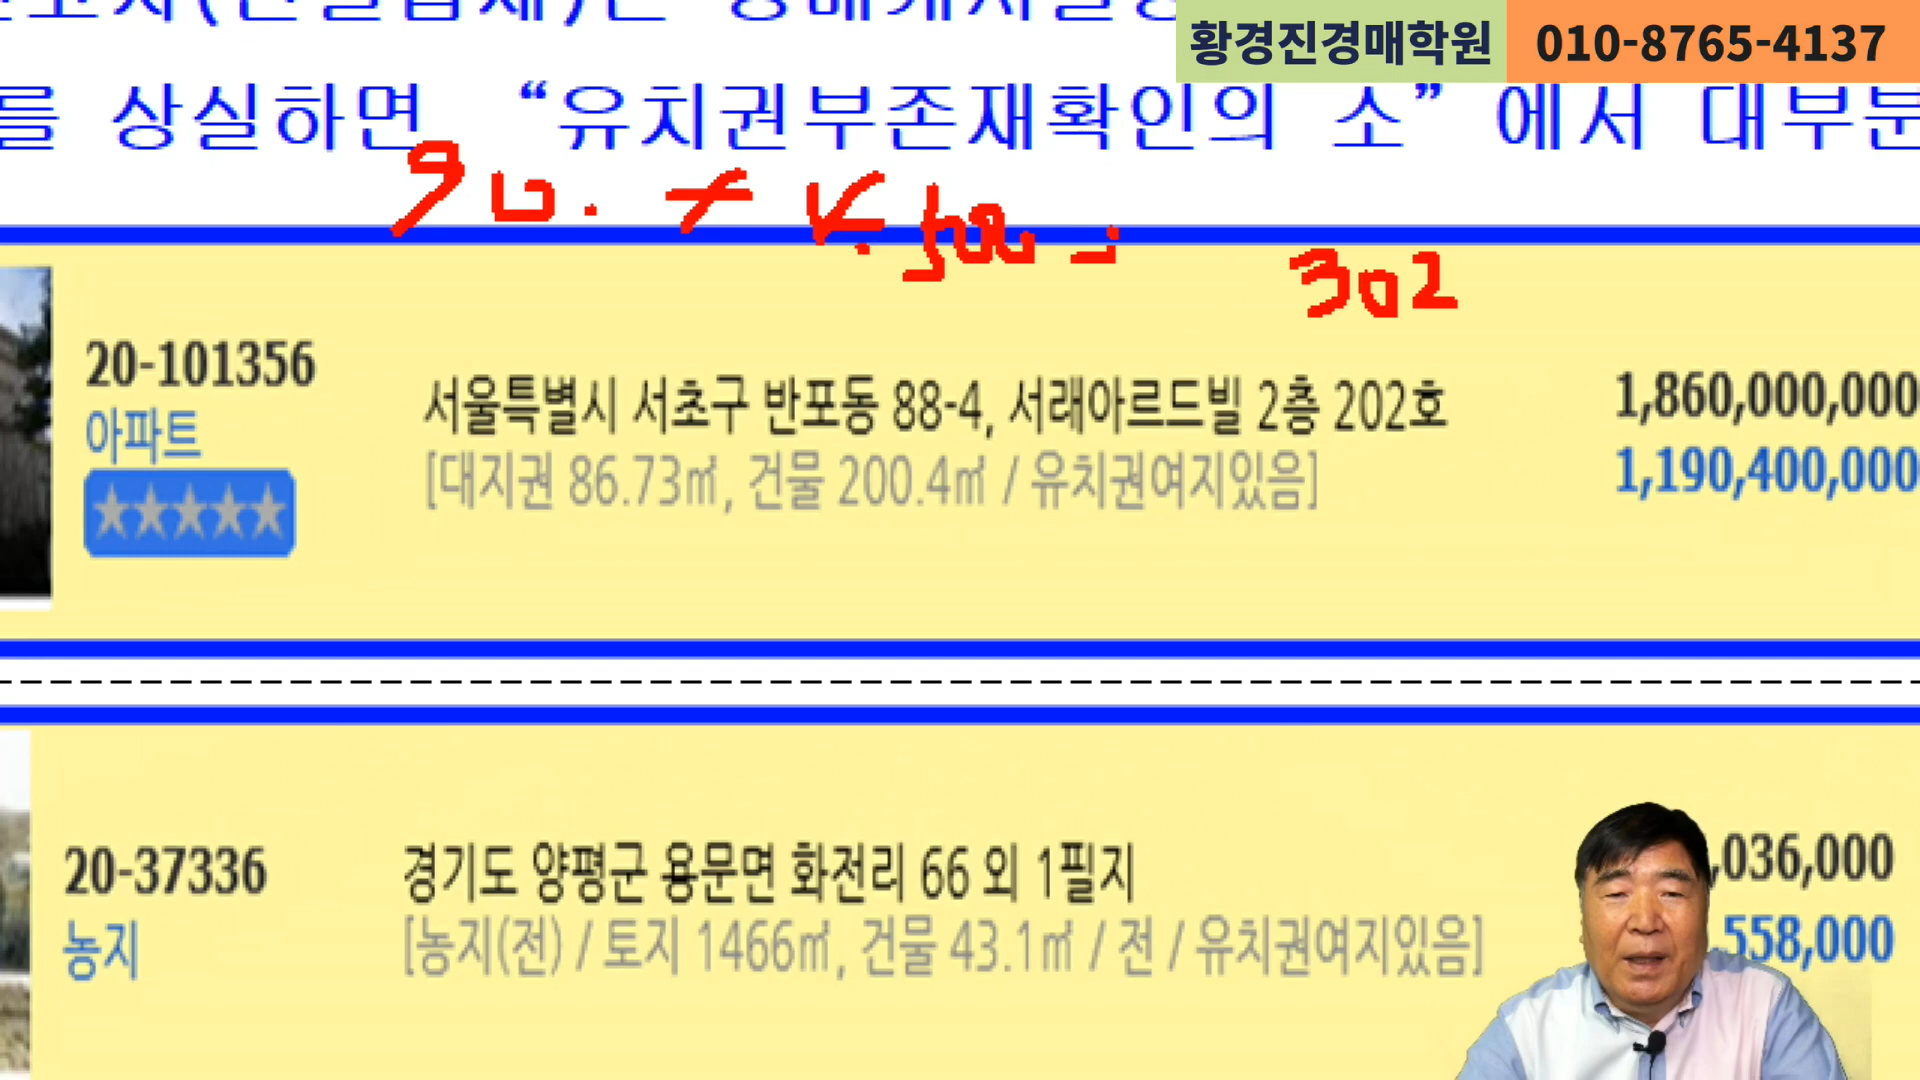 황경진경매학원 010-8765-4137
를 상실하면 “유치권부존재확인의 소” 에서 대부분
302
20-101356
아파트
서울특별시 서초구 반포동 88-4, 서래아르드빌 2층 202호
[대지권 86.73㎡, 건물 200.4㎡ / 유치권여지있음]
1,860,000,000
1,190,400,000
20-37336
농지
경기도 양평군 용문면 화전리 66 외 1필지
[농지(전) / 토지 1466㎡, 건물 43.1㎡ / 전 / 유치권여지있음]
,036,000
,558,000